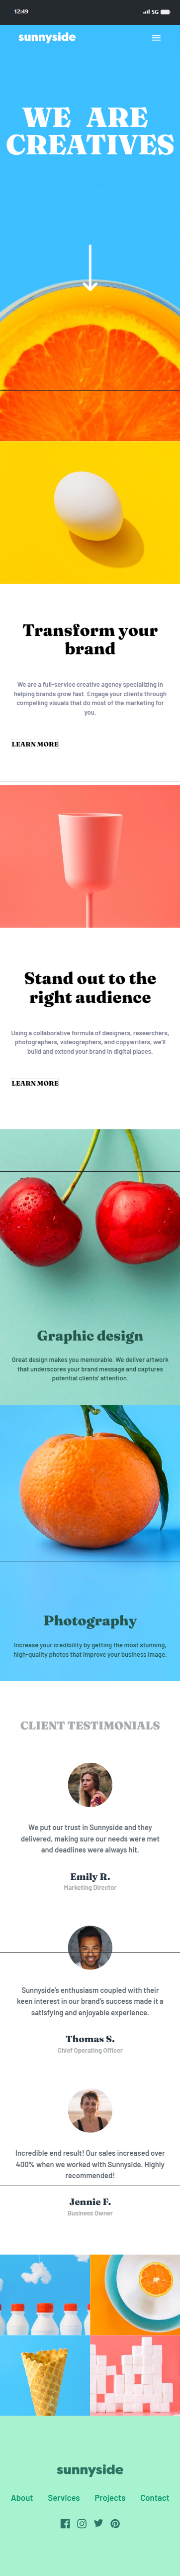 12:49
5G
sunnyside
WE ARE
CREATIVES
Transform your
brand
We are a full-service creative agency specializing in
helping brands grow fast. Engage your clients through
compelling visuals that do most of the marketing for
you.
LEARN MORE
Stand out to the
right audience
Using a collaborative formula of designers, researchers,
photographers, videographers, and copywriters, we'll
build and extend your brand in digital places.
LEARN MORE
Graphic design
Great design makes you memorable. We deliver artwork
that underscores your brand message and captures
potential clients' attention.
Photography
Increase your credibility by getting the most stunning,
high-quality photos that improve your business image.
CLIENT TESTIMONIALS
We put our trust in Sunnyside and they
delivered, making sure our needs were met
and deadlines were always hit.
Emily R.
Marketing Director
Sunnyside's enthusiasm coupled with their
keen interest in our brand's success made it a
satisfying and enjoyable experience.
Thomas S.
Chief Operating Officer
Incredible end result! Our sales increased over
400% when we worked with Sunnyside. Highly
recommended!
Jennie F.
Business Owner
sunnyside
About Services Projects Contact